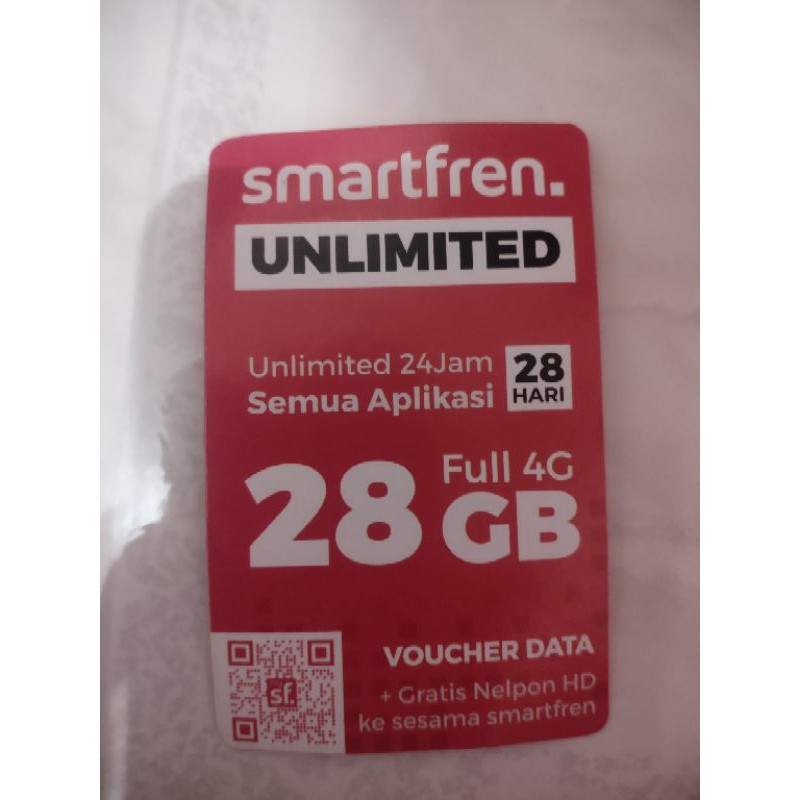 smartfren.
UNLIMITED
Unlimited 24Jam
Semua Aplikasi
28
HARI
28 GB
Full 4G
sf.
VOUCHER DATA
+ Gratis Nelpon HD
ke sesama smartfren